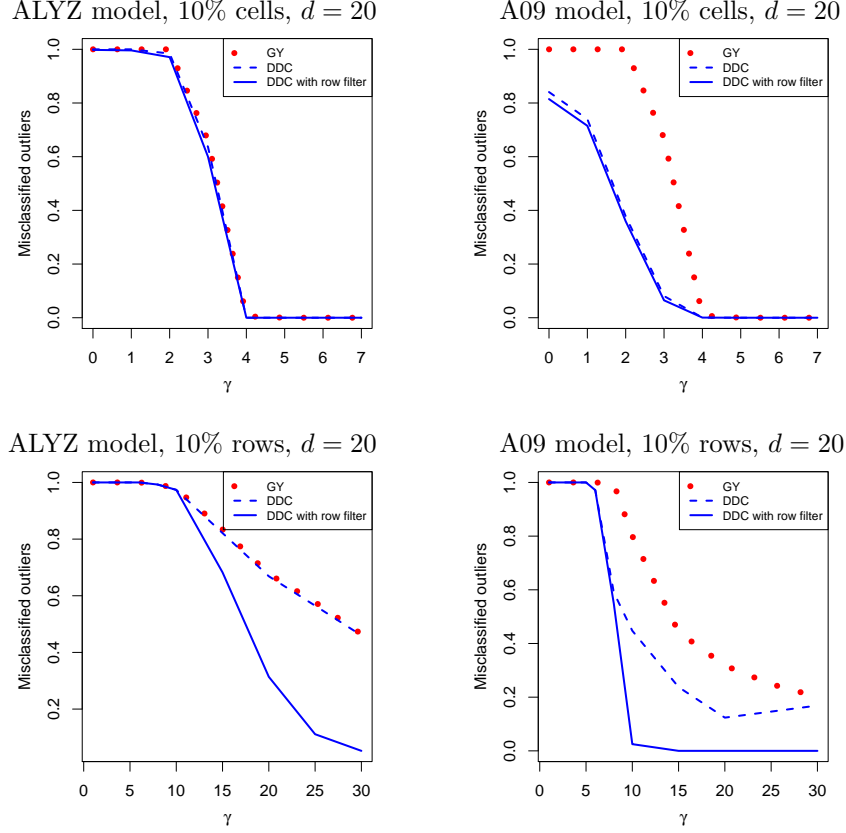 ALYZ model, 10% cells, d = 20
GY
DDC
DDC with row filter
Misclassified outliers
0.0 0.2 0.4 0.6 0.8 1.0
0 1 2 3 4 5 6 7
γ
A09 model, 10% cells, d = 20
GY
DDC
DDC with row filter
Misclassified outliers
0.0 0.2 0.4 0.6 0.8 1.0
0 1 2 3 4 5 6 7
γ
ALYZ model, 10% rows, d = 20
GY
DDC
DDC with row filter
Misclassified outliers
0.2 0.4 0.6 0.8 1.0
0 5 10 15 20 25 30
γ
A09 model, 10% rows, d = 20
GY
DDC
DDC with row filter
Misclassified outliers
0.0 0.2 0.4 0.6 0.8 1.0
0 5 10 15 20 25 30
γ